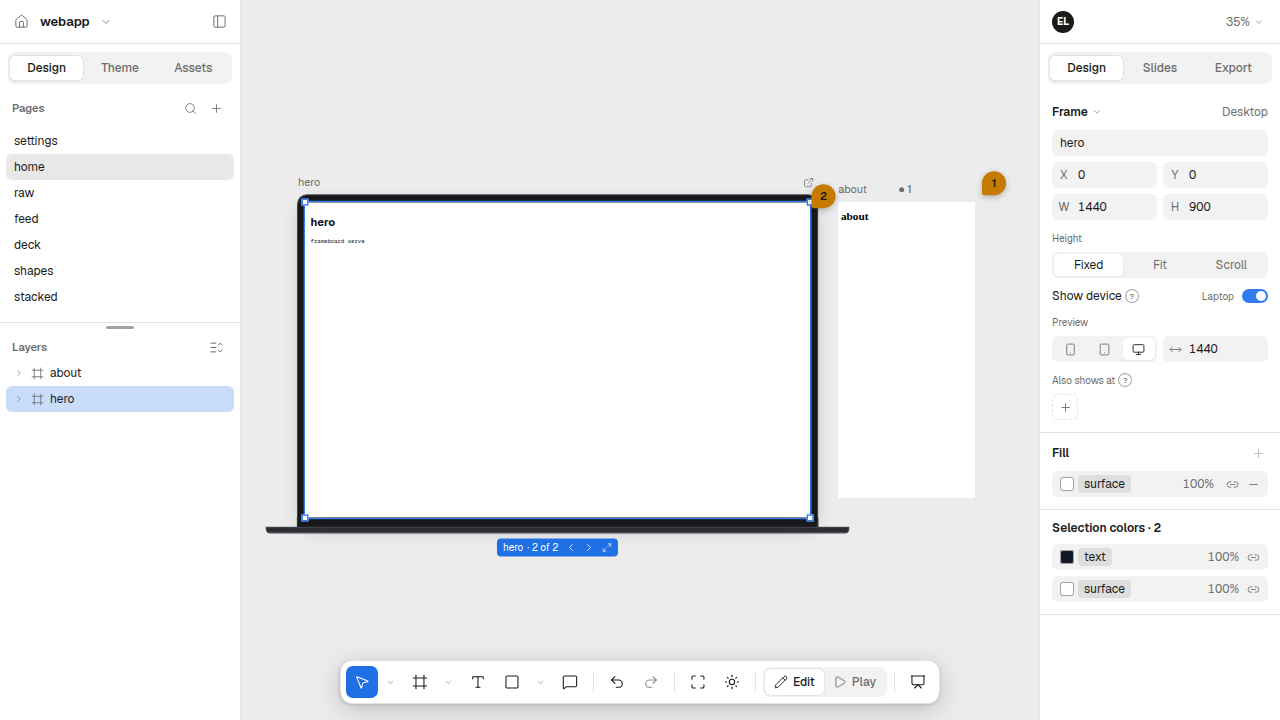 webapp
Design Theme Assets
Pages
settings
home
raw
feed
deck
shapes
stacked
Layers
about
hero
hero
hero
frameboard serve
2
about 1
about
1
hero · 2 of 2
Edit Play
EL 35%
Design Slides Export
Frame Desktop
hero
X 0 Y 0
W 1440 H 900
Height
Fixed Fit Scroll
Show device ? Laptop
Preview
1440
Also shows at ?
Fill
surface 100%
Selection colors · 2
text 100%
surface 100%